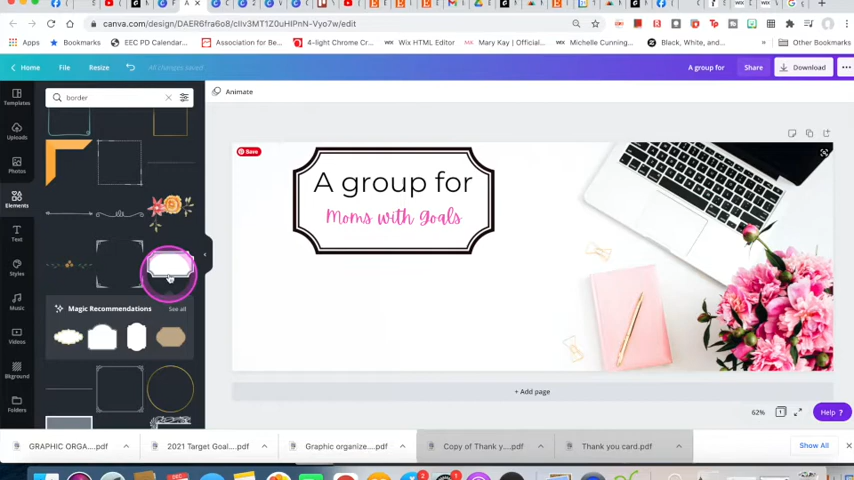 canva.com/design/DAER6fra6o8/cIIv3MT1Z0uHIPnN-Vyo7w/edit
Apps
Bookmarks
EEC PD Calendar...
Association for Be...
4-light Chrome Cr...
Wix HTML Editor
Mary Kay | Official...
Michelle Cunning...
Black, White, and...
»
Other Bookmarks
Home
File
Resize
All changes saved
A group for
Share
Download
Templates
border
Animate
Uploads
Photos
Save
A group for
Moms with goals
Elements
Text
Styles
Music
Magic Recommendations
See all
Videos
Bkground
Folders
+ Add page
62%
1
Help ?
GRAPHIC ORGA....pdf
2021 Target Goal....pdf
Graphic organize....pdf
Copy of Thank y....pdf
Thank you card.pdf
Show All